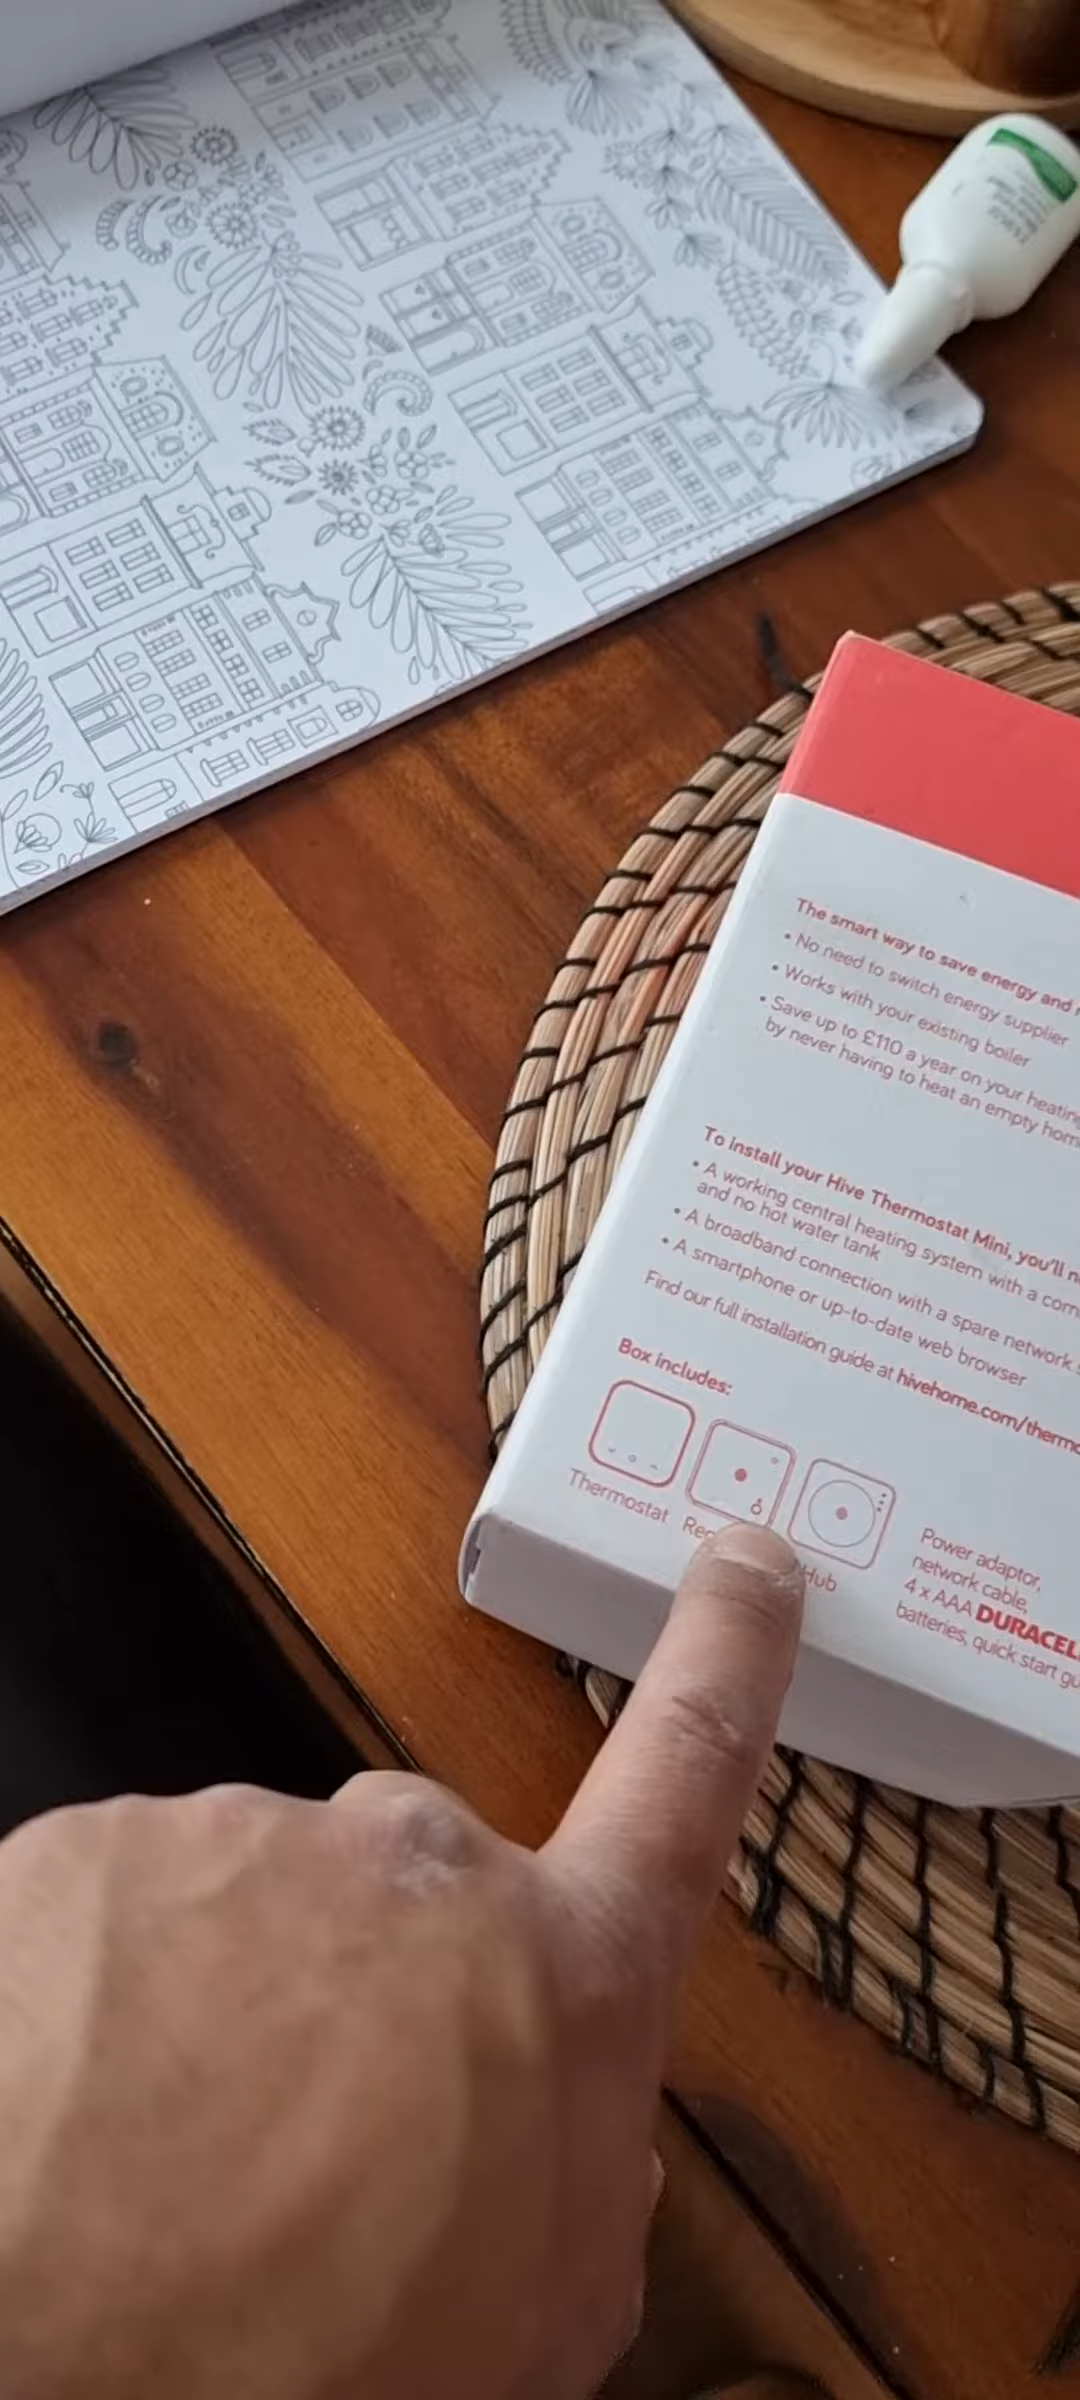 The smart way to save energy and
• No need to switch energy supplier
• Works with your existing boiler
• Save up to £110 a year on your heating
by never having to heat an empty hom
To install your Hive Thermostat Mini, you'll n
• A working central heating system with a com
and no hot water tank
• A broadband connection with a spare network
• A smartphone or up-to-date web browser
Find our full installation guide at hivehome.com/thermo
Box includes:
Thermostat
Rec
Hub
Power adaptor,
network cable,
4 x AAA DURACEL
batteries, quick start gu